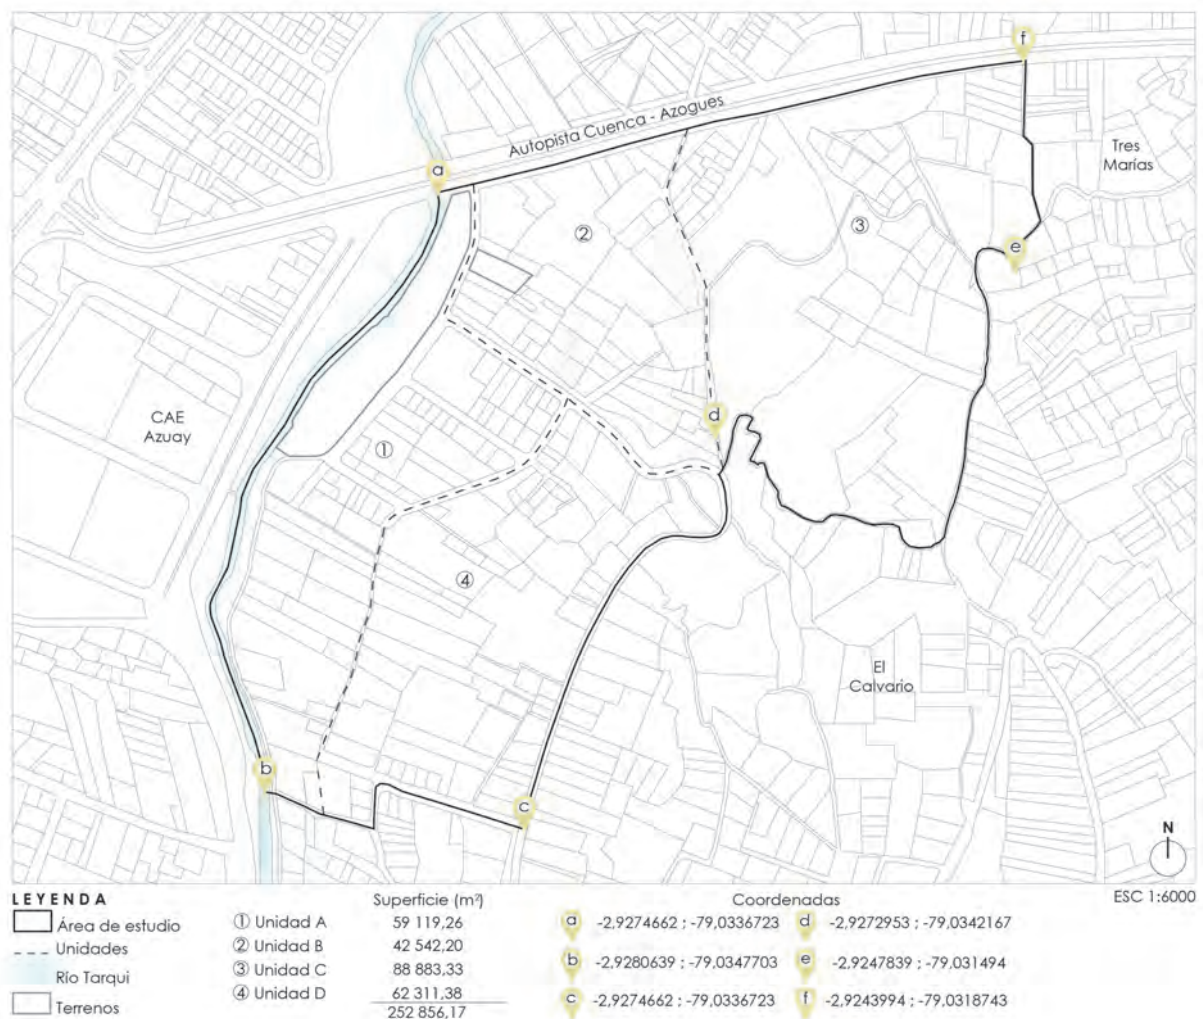 f
Autopista Cuenca - Azogues
Tres
Marías
a
②
③
e
CAE
Azuay
d
①
④
El
Calvario
b
c
N
LEYENDA
Superficie (m²)
Coordenadas
ESC 1:6000
Área de estudio
① Unidad A 59 119,26
a -2,9274662 ; -79,0336723
d -2,9272953 ; -79,0342167
Unidades
② Unidad B 42 542,20
b -2,9280639 ; -79,0347703
e -2,9247839 ; -79,031494
Río Tarqui
③ Unidad C 88 883,33
Terrenos
④ Unidad D 62 311,38
c -2,9274662 ; -79,0336723
f -2,9243994 ; -79,0318743
252 856,17